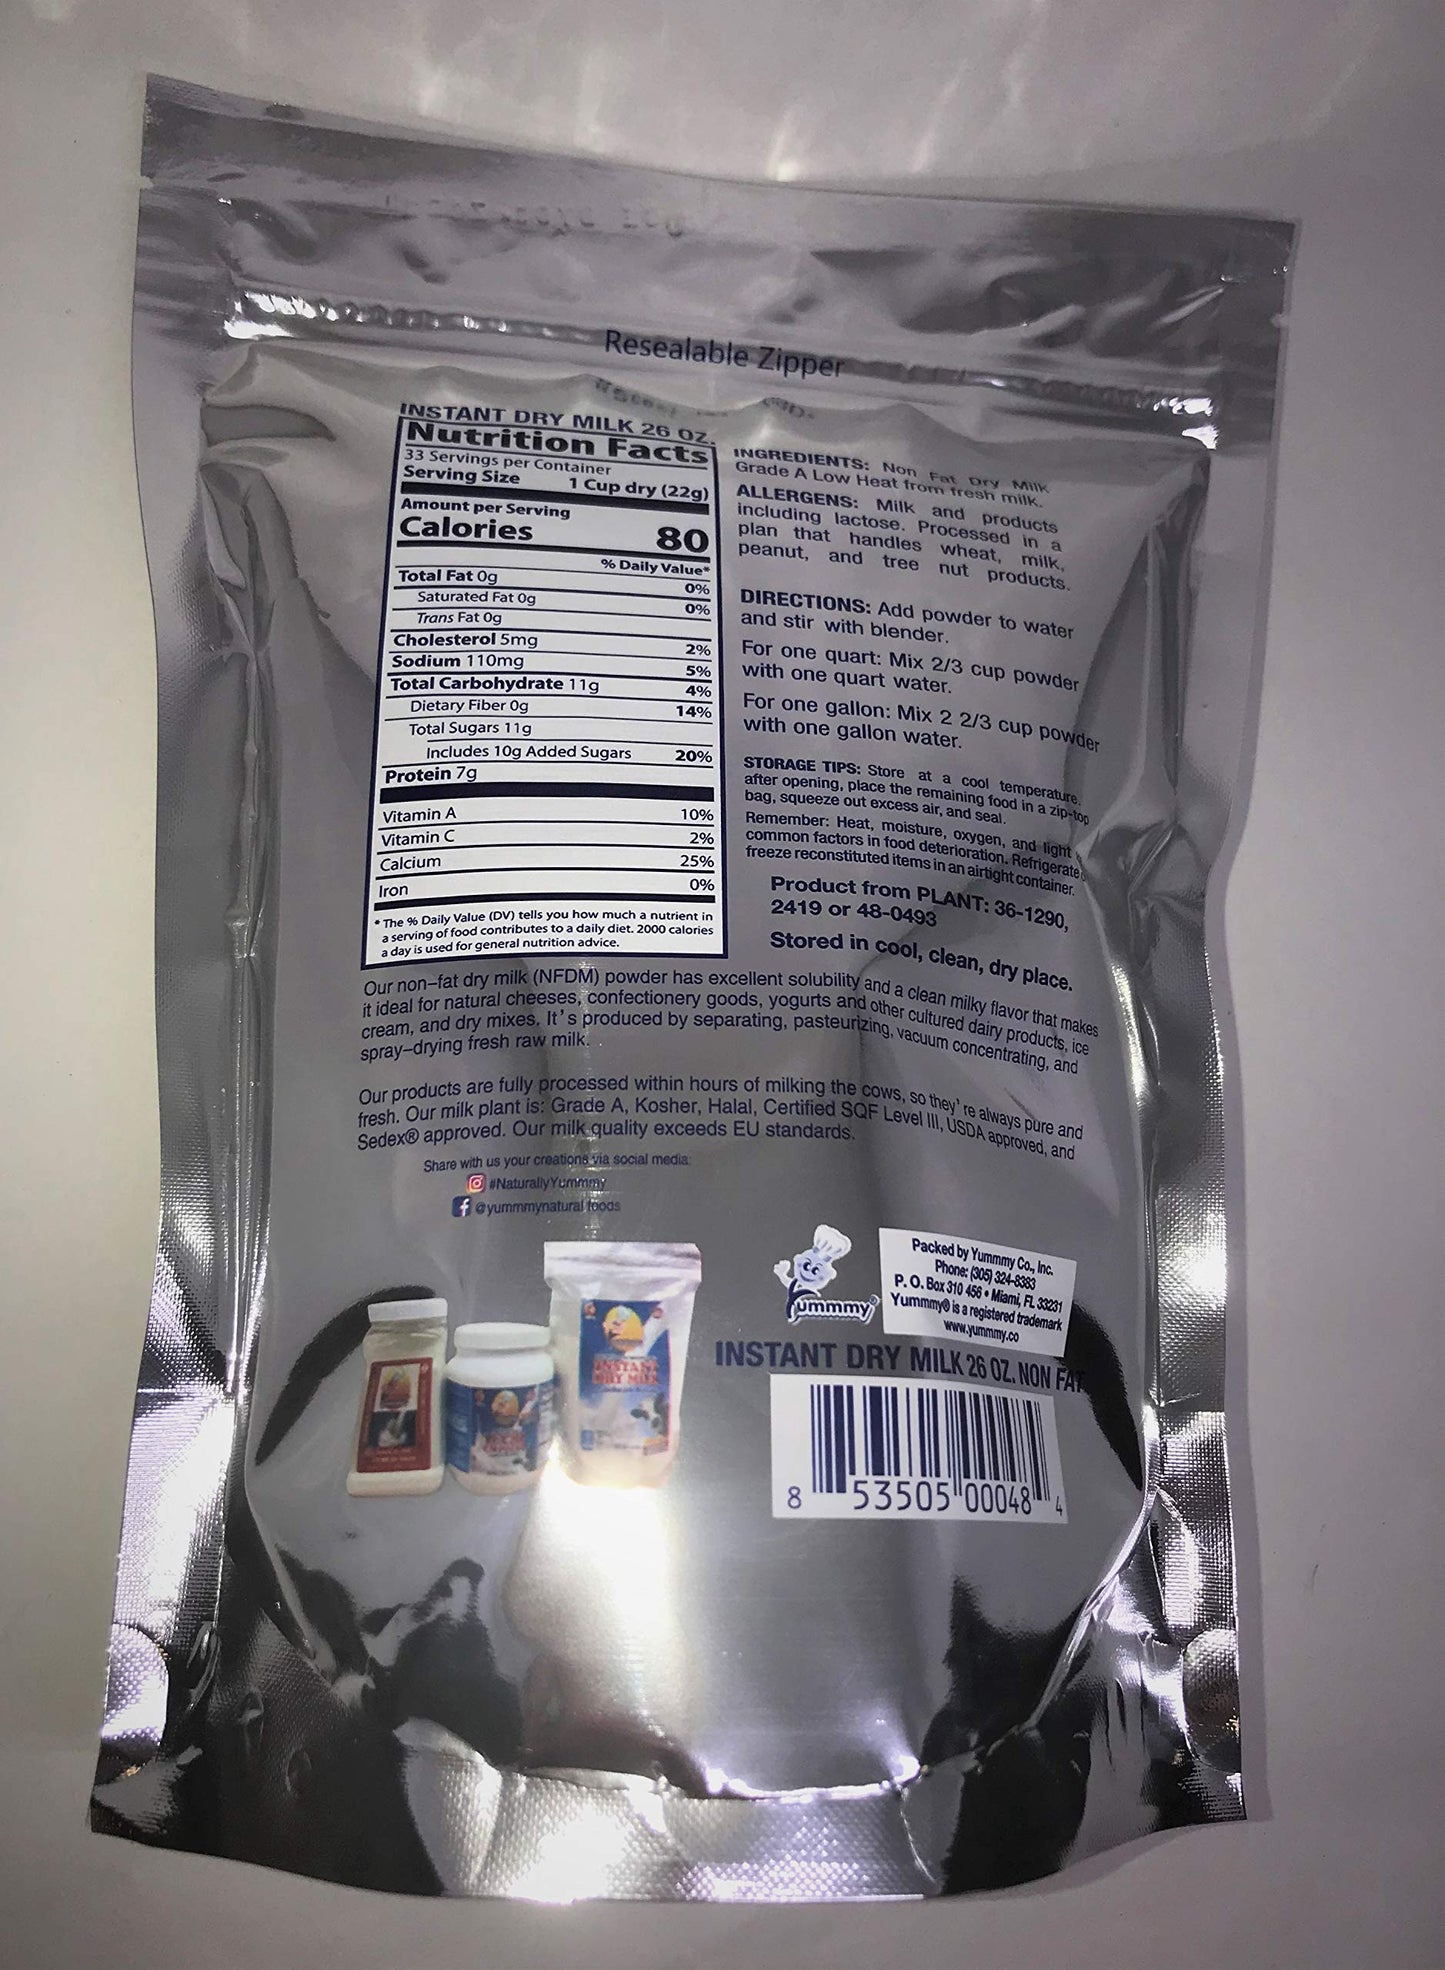 Resealable Zipper
INSTANT DRY MILK 26 OZ.
Nutrition Facts
33 Servings per Container
Serving Size 1 Cup dry (22g)
Amount per Serving
Calories 80
% Daily Value*
Total Fat 0g 0%
Saturated Fat 0g 0%
Trans Fat 0g
Cholesterol 5mg 2%
Sodium 110mg 5%
Total Carbohydrate 11g 4%
Dietary Fiber 0g 14%
Total Sugars 11g
Includes 10g Added Sugars 20%
Protein 7g
Vitamin A 10%
Vitamin C 2%
Calcium 25%
Iron 0%
* The % Daily Value (DV) tells you how much a nutrient in
a serving of food contributes to a daily diet. 2000 calories
a day is used for general nutrition advice.
INGREDIENTS: Non Fat Dry Milk
Grade A Low Heat from fresh milk.
ALLERGENS: Milk and products
including lactose. Processed in a
plan that handles wheat, milk,
peanut, and tree nut products.
DIRECTIONS: Add powder to water
and stir with blender.
For one quart: Mix 2/3 cup powder
with one quart water.
For one gallon: Mix 2 2/3 cup powder
with one gallon water.
STORAGE TIPS: Store at a cool temperature.
after opening, place the remaining food in a zip-top
bag, squeeze out excess air, and seal.
Remember: Heat, moisture, oxygen, and light
common factors in food deterioration. Refrigerate
freeze reconstituted items in an airtight container.
Product from PLANT: 36-1290,
2419 or 48-0493
Stored in cool, clean, dry place.
Our non-fat dry milk (NFDM) powder has excellent solubility and a clean milky flavor that makes
it ideal for natural cheeses, confectionery goods, yogurts and other cultured dairy products, ice
cream, and dry mixes. It's produced by separating, pasteurizing, vacuum concentrating, and
spray-drying fresh raw milk.
Our products are fully processed within hours of milking the cows, so they're always pure and
fresh. Our milk plant is: Grade A, Kosher, Halal, Certified SQF Level III, USDA approved, and
Sedex® approved. Our milk quality exceeds EU standards.
Share with us your creations via social media:
#NaturallyYummmy
@yummmynatural foods
INSTANT
DRY MILK
Yummmy®
Packed by Yummmy Co., Inc.
Phone: (305) 324-8383
P. O. Box 310 456 • Miami, FL 33231
Yummmy® is a registered trademark
www.yummmy.co
INSTANT DRY MILK 26 OZ. NON FAT
8 53505 00048 4